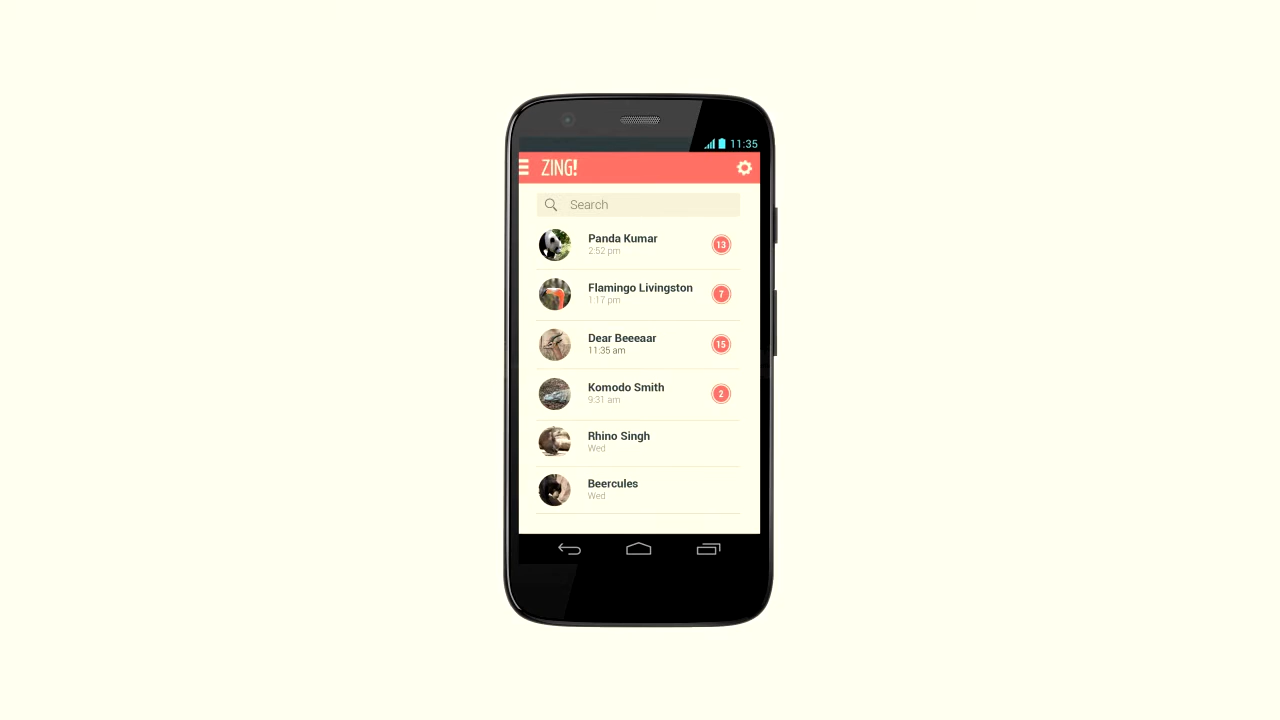 11:35
ZING!
Search
Panda Kumar
2:52 pm
13
Flamingo Livingston
1:17 pm
7
Dear Beeeaar
11:35 am
15
Komodo Smith
9:31 am
2
Rhino Singh
Wed
Beercules
Wed